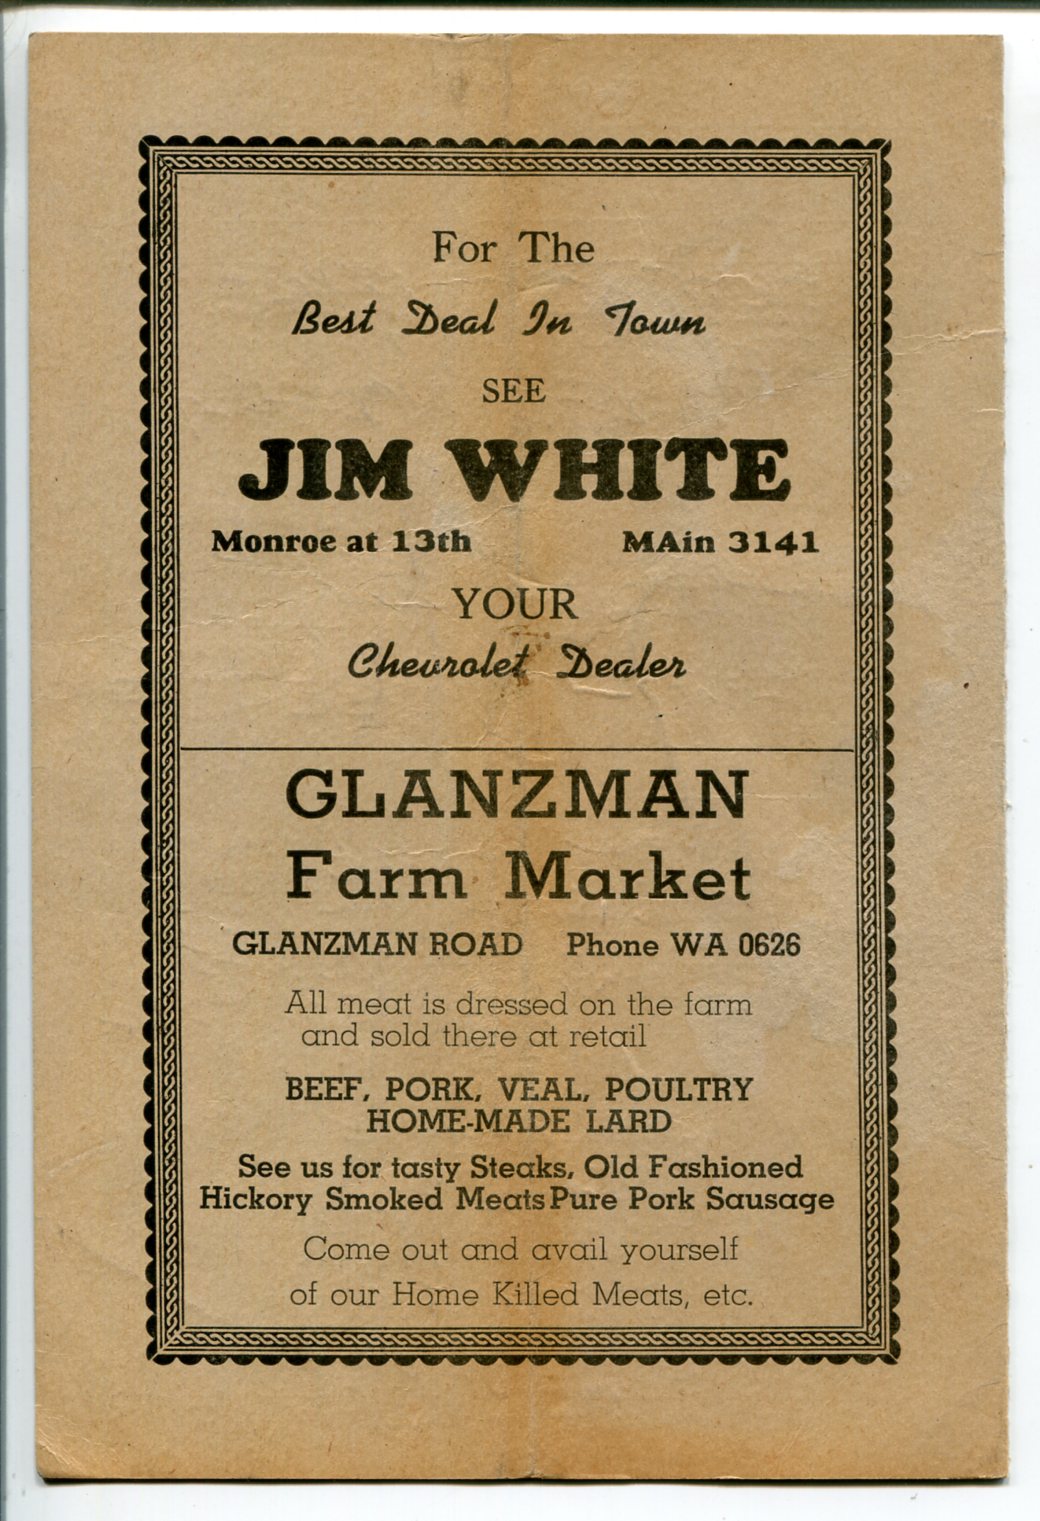 For The
Best Deal In Town
SEE
JIM WHITE
Monroe at 13th MAin 3141
YOUR
Chevrolet Dealer
GLANZMAN
Farm Market
GLANZMAN ROAD Phone WA 0626
All meat is dressed on the farm
and sold there at retail
BEEF, PORK, VEAL, POULTRY
HOME-MADE LARD
See us for tasty Steaks, Old Fashioned
Hickory Smoked Meats Pure Pork Sausage
Come out and avail yourself
of our Home Killed Meats, etc.